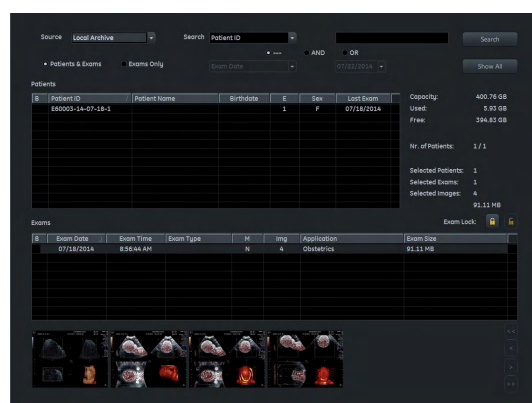 Source Local Archive Search Patient ID Search
---- AND OR
Patients & Exams Exams Only Exam Date 07/22/2014 Show All
Patients
B Patient ID / Patient Name Birthdate E Sex Last Exam
E60003-14-07-18-1 1 F 07/18/2014
Capacity: 400.76 GB
Used: 5.93 GB
Free: 394.83 GB
Nr. of Patients: 1 / 1
Selected Patients: 1
Selected Exams: 1
Selected Images: 4
91.11 MB
Exams Exam Lock:
B Exam Date / Exam Time Exam Type M Img Application Exam Size
07/18/2014 8:56:44 AM N 4 Obstetrics 91.11 MB
<<
<
>
>>